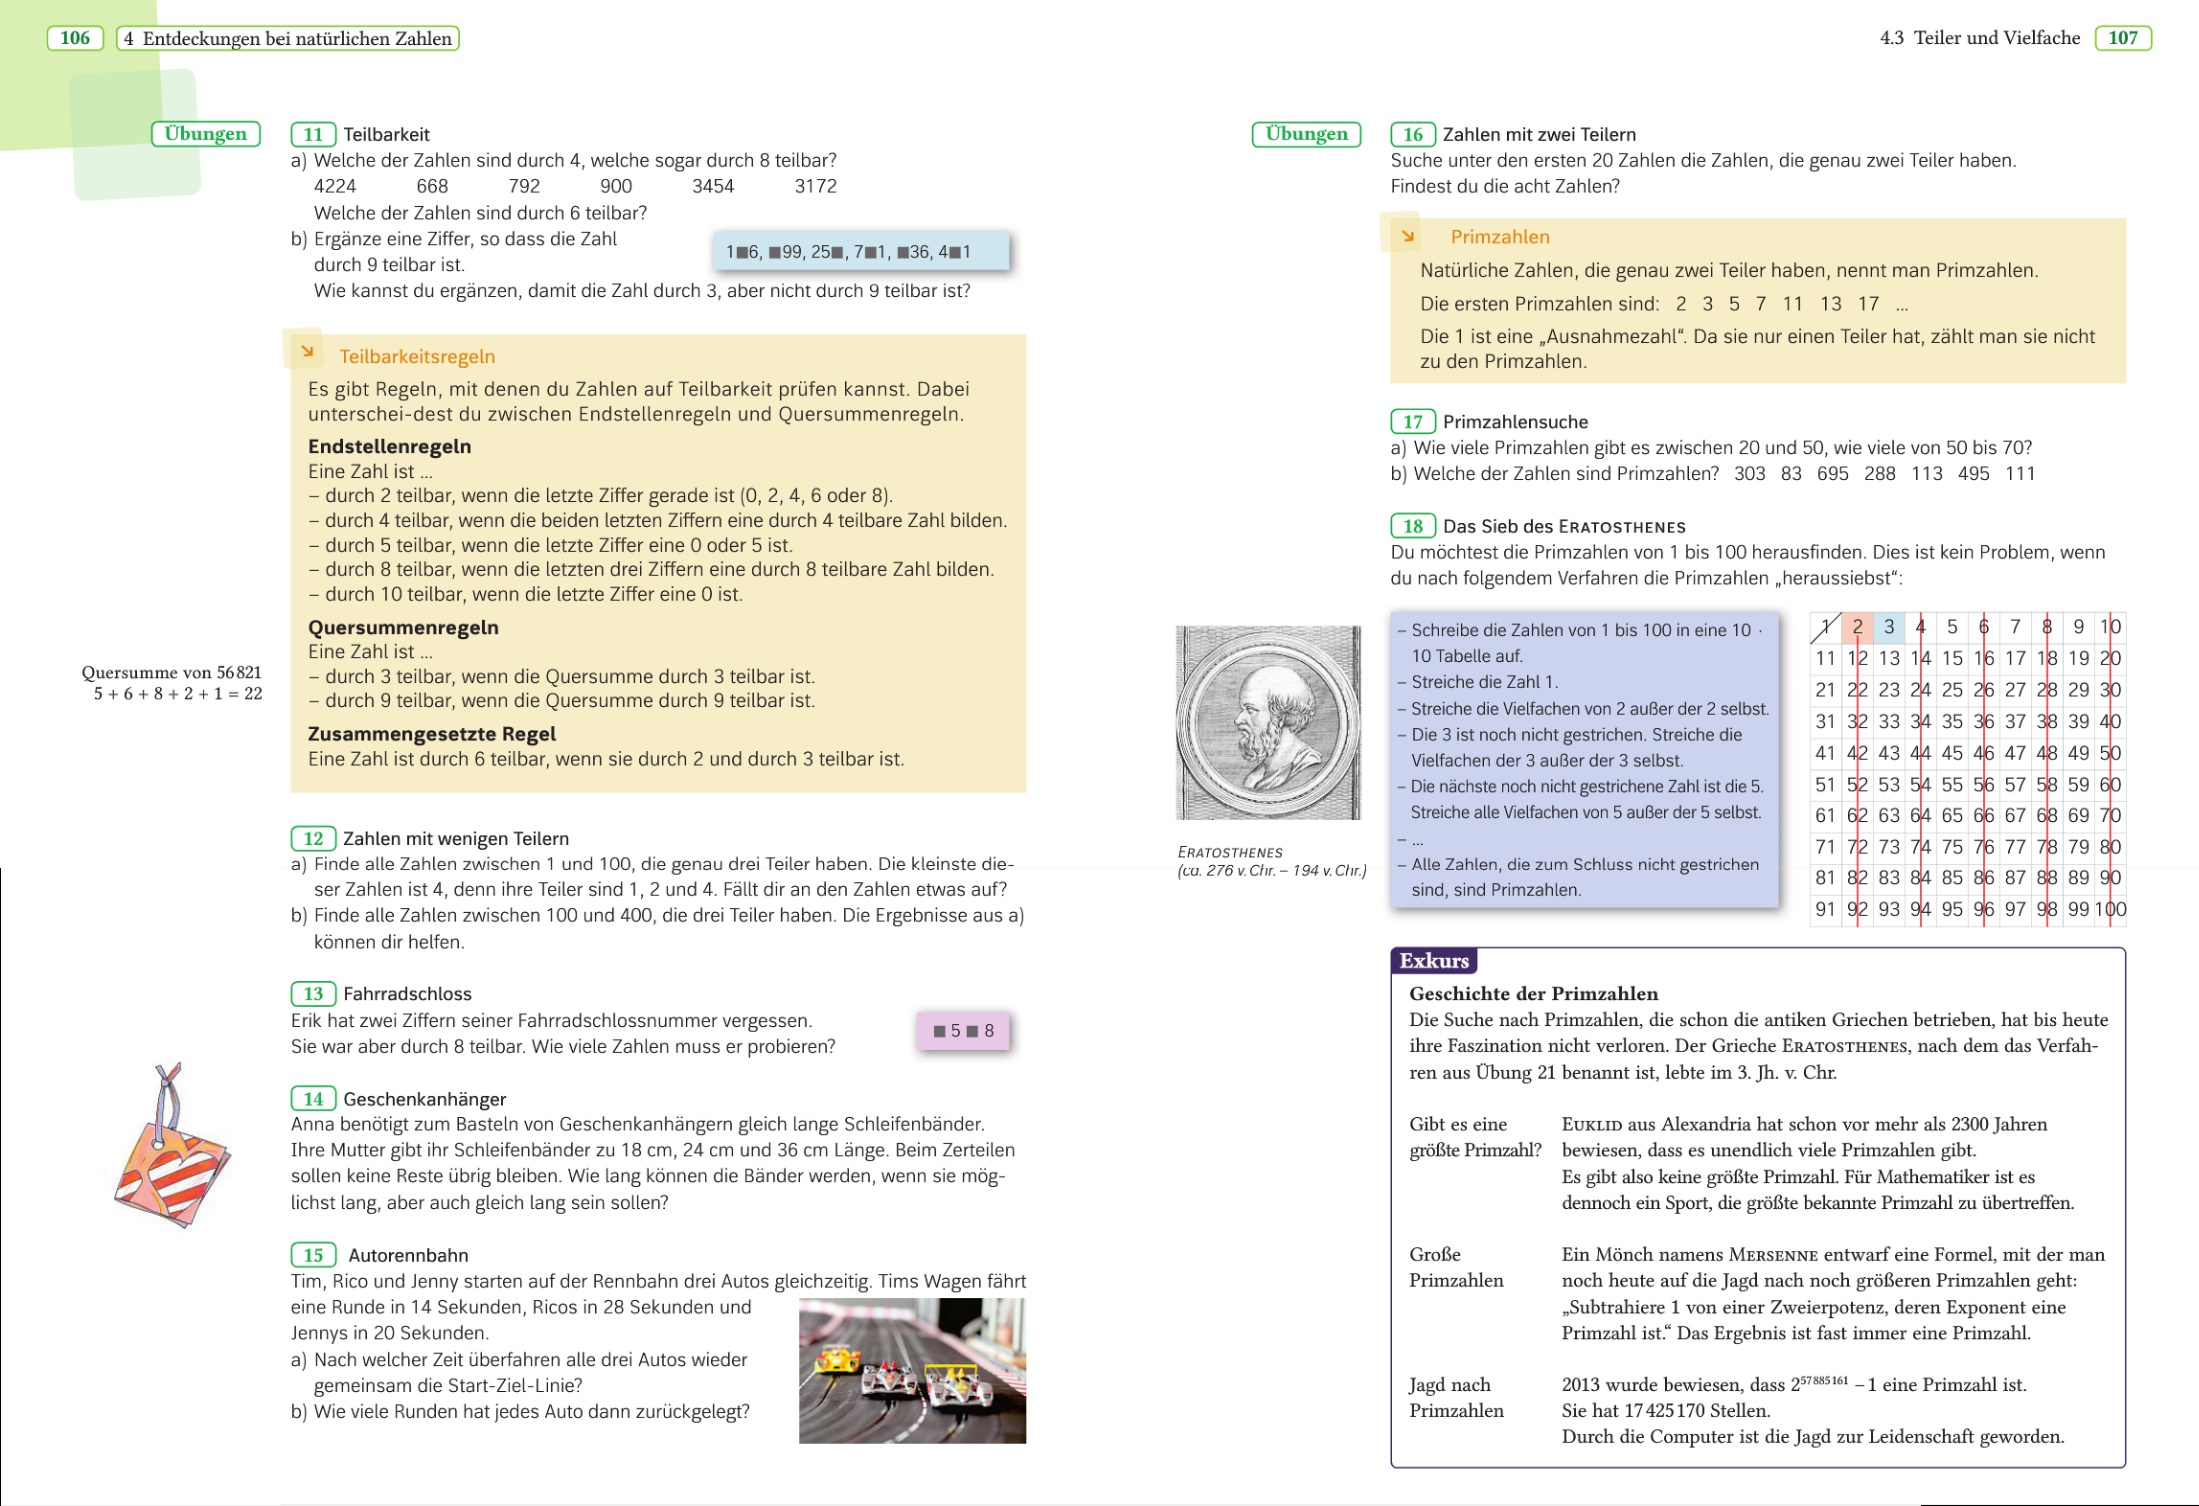 106 4 Entdeckungen bei natürlichen Zahlen
Übungen
11 Teilbarkeit
a) Welche der Zahlen sind durch 4, welche sogar durch 8 teilbar?
4224 668 792 900 3454 3172
Welche der Zahlen sind durch 6 teilbar?
b) Ergänze eine Ziffer, so dass die Zahl
durch 9 teilbar ist.
1■6, ■99, 25■, 7■1, ■36, 4■1
Wie kannst du ergänzen, damit die Zahl durch 3, aber nicht durch 9 teilbar ist?
Teilbarkeitsregeln
Es gibt Regeln, mit denen du Zahlen auf Teilbarkeit prüfen kannst. Dabei
unterschei-dest du zwischen Endstellenregeln und Quersummenregeln.
Endstellenregeln
Eine Zahl ist ...
– durch 2 teilbar, wenn die letzte Ziffer gerade ist (0, 2, 4, 6 oder 8).
– durch 4 teilbar, wenn die beiden letzten Ziffern eine durch 4 teilbare Zahl bilden.
– durch 5 teilbar, wenn die letzte Ziffer eine 0 oder 5 ist.
– durch 8 teilbar, wenn die letzten drei Ziffern eine durch 8 teilbare Zahl bilden.
– durch 10 teilbar, wenn die letzte Ziffer eine 0 ist.
Quersummenregeln
Eine Zahl ist ...
– durch 3 teilbar, wenn die Quersumme durch 3 teilbar ist.
– durch 9 teilbar, wenn die Quersumme durch 9 teilbar ist.
Quersumme von 56 821
5 + 6 + 8 + 2 + 1 = 22
Zusammengesetzte Regel
Eine Zahl ist durch 6 teilbar, wenn sie durch 2 und durch 3 teilbar ist.
12 Zahlen mit wenigen Teilern
a) Finde alle Zahlen zwischen 1 und 100, die genau drei Teiler haben. Die kleinste die-
ser Zahlen ist 4, denn ihre Teiler sind 1, 2 und 4. Fällt dir an den Zahlen etwas auf?
b) Finde alle Zahlen zwischen 100 und 400, die drei Teiler haben. Die Ergebnisse aus a)
können dir helfen.
13 Fahrradschloss
Erik hat zwei Ziffern seiner Fahrradschlossnummer vergessen.
Sie war aber durch 8 teilbar. Wie viele Zahlen muss er probieren?
■ 5 ■ 8
14 Geschenkanhänger
Anna benötigt zum Basteln von Geschenkanhängern gleich lange Schleifenbänder.
Ihre Mutter gibt ihr Schleifenbänder zu 18 cm, 24 cm und 36 cm Länge. Beim Zerteilen
sollen keine Reste übrig bleiben. Wie lang können die Bänder werden, wenn sie mög-
lichst lang, aber auch gleich lang sein sollen?
15 Autorennbahn
Tim, Rico und Jenny starten auf der Rennbahn drei Autos gleichzeitig. Tims Wagen fährt
eine Runde in 14 Sekunden, Ricos in 28 Sekunden und
Jennys in 20 Sekunden.
a) Nach welcher Zeit überfahren alle drei Autos wieder
gemeinsam die Start-Ziel-Linie?
b) Wie viele Runden hat jedes Auto dann zurückgelegt?
4.3 Teiler und Vielfache 107
Übungen
16 Zahlen mit zwei Teilern
Suche unter den ersten 20 Zahlen die Zahlen, die genau zwei Teiler haben.
Findest du die acht Zahlen?
Primzahlen
Natürliche Zahlen, die genau zwei Teiler haben, nennt man Primzahlen.
Die ersten Primzahlen sind: 2 3 5 7 11 13 17 ...
Die 1 ist eine „Ausnahmezahl“. Da sie nur einen Teiler hat, zählt man sie nicht
zu den Primzahlen.
17 Primzahlensuche
a) Wie viele Primzahlen gibt es zwischen 20 und 50, wie viele von 50 bis 70?
b) Welche der Zahlen sind Primzahlen? 303 83 695 288 113 495 111
18 Das Sieb des ERATOSTHENES
Du möchtest die Primzahlen von 1 bis 100 herausfinden. Dies ist kein Problem, wenn
du nach folgendem Verfahren die Primzahlen „heraussiebst“:
– Schreibe die Zahlen von 1 bis 100 in eine 10 ·
10 Tabelle auf.
– Streiche die Zahl 1.
– Streiche die Vielfachen von 2 außer der 2 selbst.
– Die 3 ist noch nicht gestrichen. Streiche die
Vielfachen der 3 außer der 3 selbst.
– Die nächste noch nicht gestrichene Zahl ist die 5.
Streiche alle Vielfachen von 5 außer der 5 selbst.
– ...
– Alle Zahlen, die zum Schluss nicht gestrichen
sind, sind Primzahlen.
1 2 3 4 5 6 7 8 9 10
11 12 13 14 15 16 17 18 19 20
21 22 23 24 25 26 27 28 29 30
31 32 33 34 35 36 37 38 39 40
41 42 43 44 45 46 47 48 49 50
51 52 53 54 55 56 57 58 59 60
61 62 63 64 65 66 67 68 69 70
71 72 73 74 75 76 77 78 79 80
81 82 83 84 85 86 87 88 89 90
91 92 93 94 95 96 97 98 99 100
ERATOSTHENES
(ca. 276 v. Chr. – 194 v. Chr.)
Exkurs
Geschichte der Primzahlen
Die Suche nach Primzahlen, die schon die antiken Griechen betrieben, hat bis heute
ihre Faszination nicht verloren. Der Grieche ERATOSTHENES, nach dem das Verfah-
ren aus Übung 21 benannt ist, lebte im 3. Jh. v. Chr.
Gibt es eine
größte Primzahl?
EUKLID aus Alexandria hat schon vor mehr als 2300 Jahren
bewiesen, dass es unendlich viele Primzahlen gibt.
Es gibt also keine größte Primzahl. Für Mathematiker ist es
dennoch ein Sport, die größte bekannte Primzahl zu übertreffen.
Große
Primzahlen
Ein Mönch namens MERSENNE entwarf eine Formel, mit der man
noch heute auf die Jagd nach noch größeren Primzahlen geht:
„Subtrahiere 1 von einer Zweierpotenz, deren Exponent eine
Primzahl ist.“ Das Ergebnis ist fast immer eine Primzahl.
Jagd nach
Primzahlen
2013 wurde bewiesen, dass 2⁵⁷ ⁸⁸⁵ ¹⁶¹ – 1 eine Primzahl ist.
Sie hat 17 425 170 Stellen.
Durch die Computer ist die Jagd zur Leidenschaft geworden.